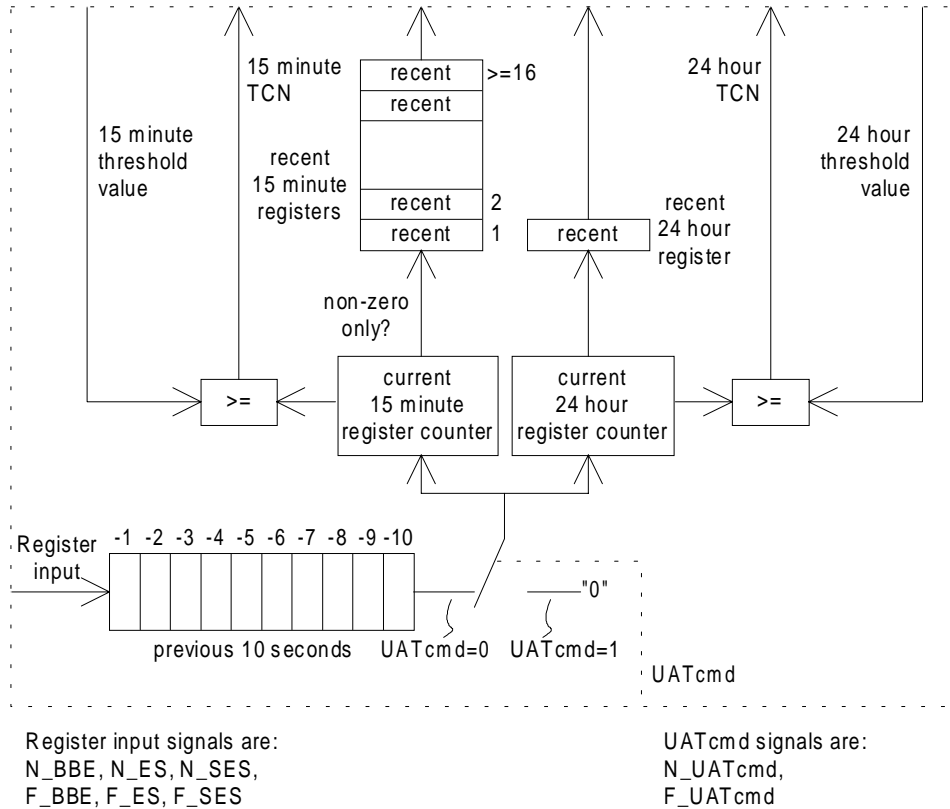 15 minute
TCN
recent
>=16
recent
24 hour
TCN
15 minute
threshold
value
recent
15 minute
registers
24 hour
threshold
value
recent
2
recent
1
recent
recent
24 hour
register
non-zero
only?
>=
current
15 minute
register counter
current
24 hour
register counter
>=
Register
input
-1 -2 -3 -4 -5 -6 -7 -8 -9 -10
"0"
previous 10 seconds
UATcmd=0
UATcmd=1
UATcmd
Register input signals are:
N_BBE, N_ES, N_SES,
F_BBE, F_ES, F_SES
UATcmd signals are:
N_UATcmd,
F_UATcmd